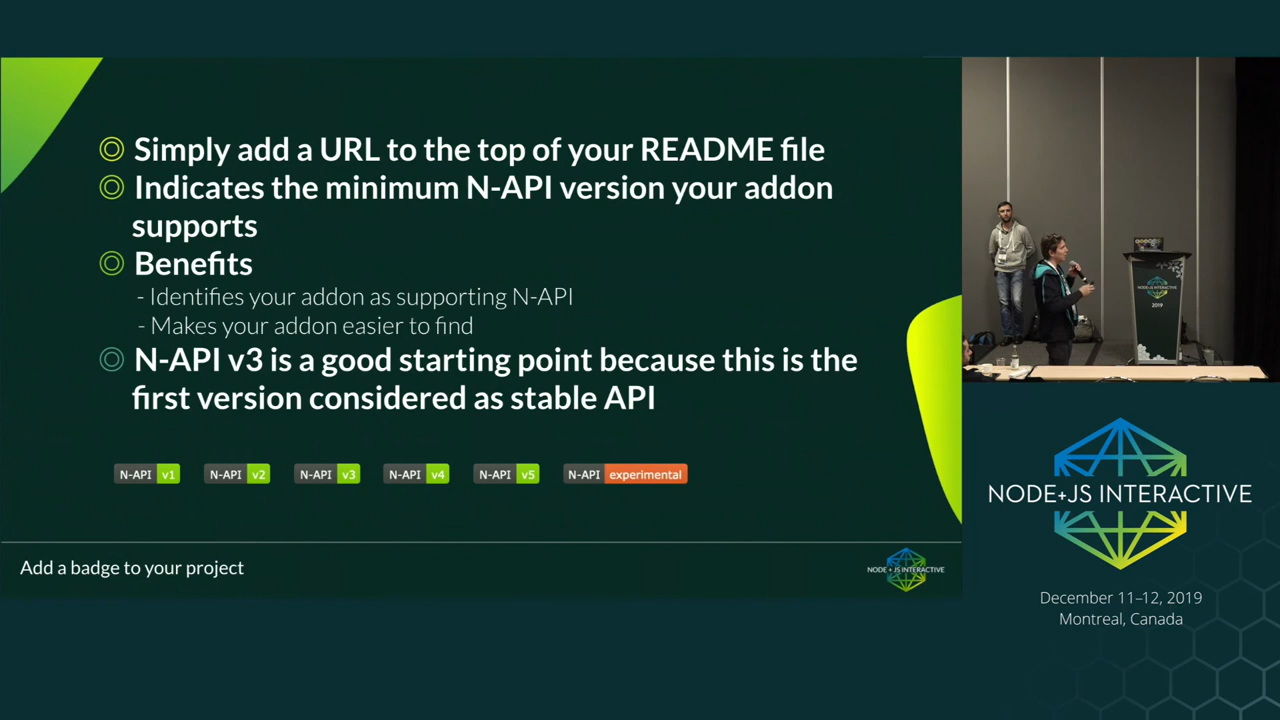 Simply add a URL to the top of your README file
Indicates the minimum N-API version your addon
supports
Benefits
- Identifies your addon as supporting N-API
- Makes your addon easier to find
N-API v3 is a good starting point because this is the
first version considered as stable API
N-API v1 N-API v2 N-API v3 N-API v4 N-API v5 N-API experimental
Add a badge to your project
NODE+JS INTERACTIVE
NODE+JS INTERACTIVE
2019
NODE+JS INTERACTIVE
December 11–12, 2019
Montreal, Canada